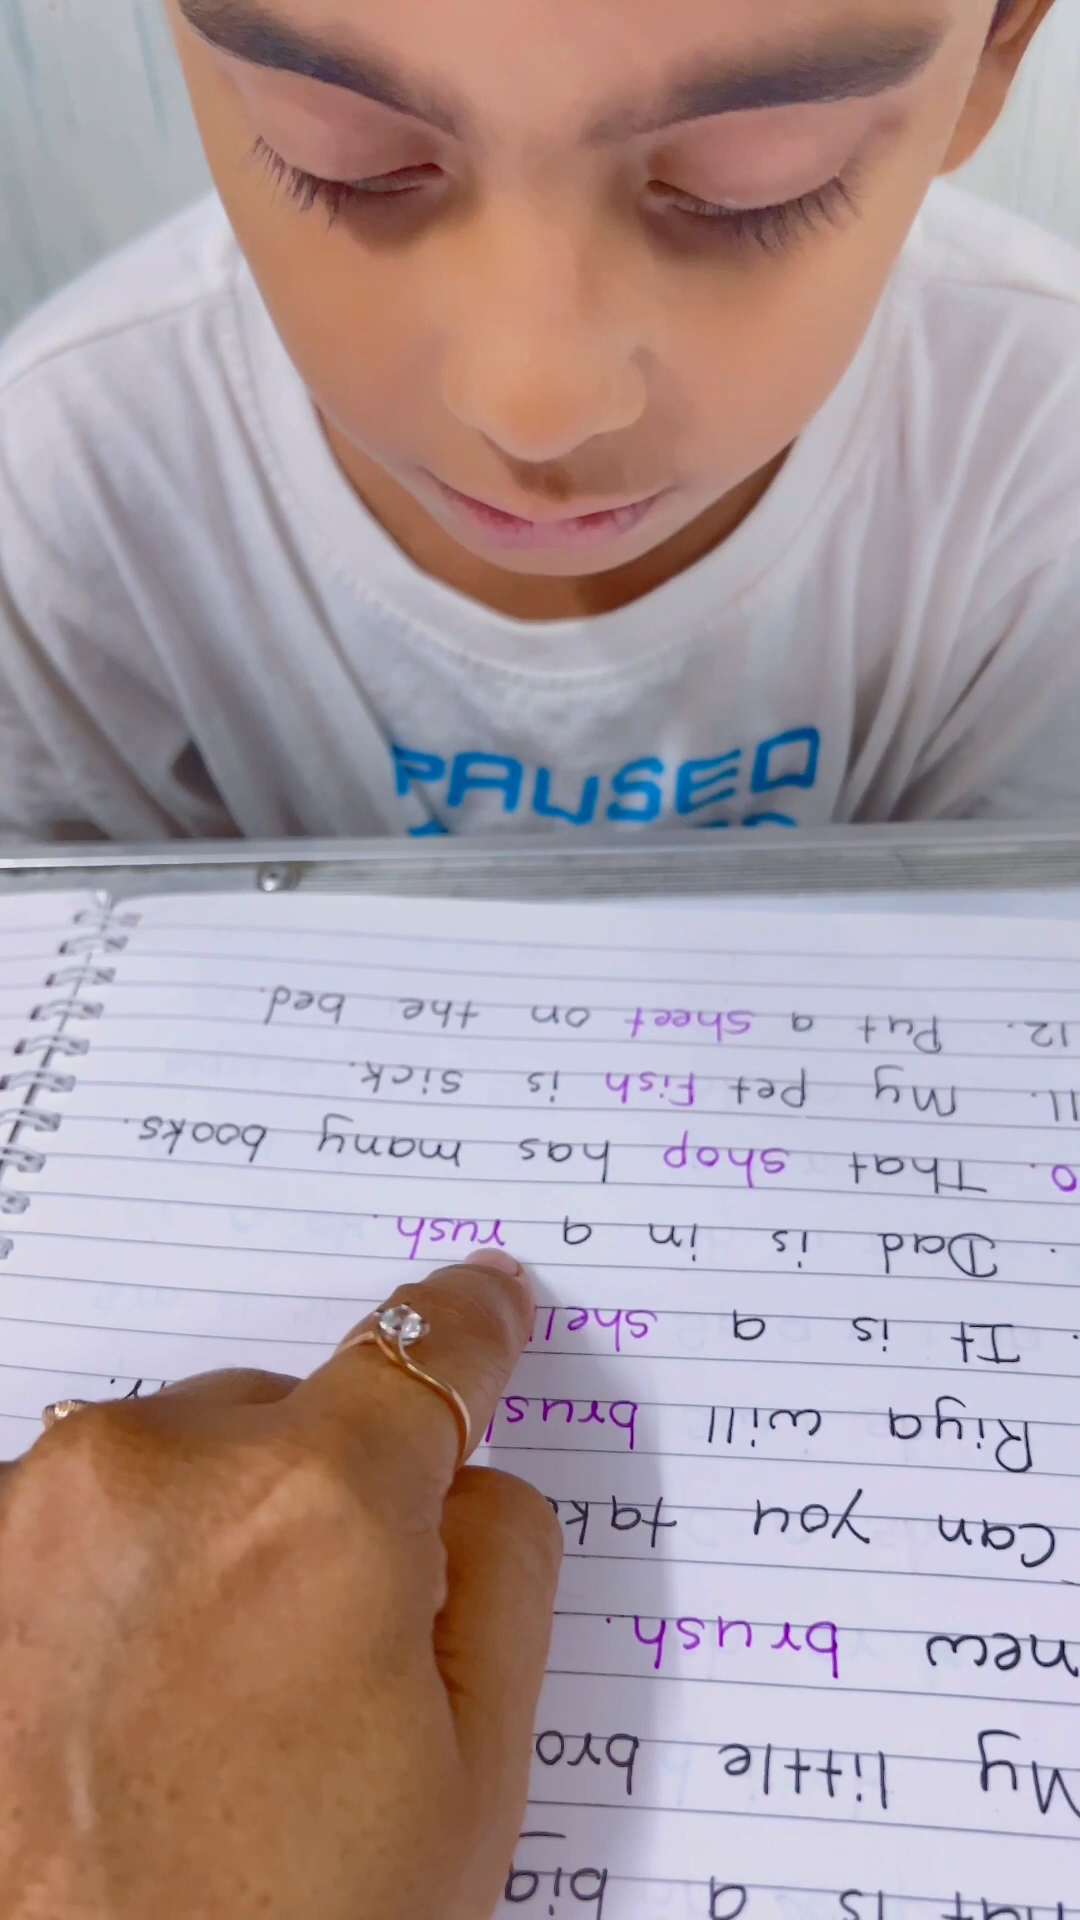 PAUSED
is a big
My little
new brush.
Can you
Riya will
It is a
Dad is in a rush.
That shop has many books.
11. My pet fish is sick.
12. Put a sheet on the bed.